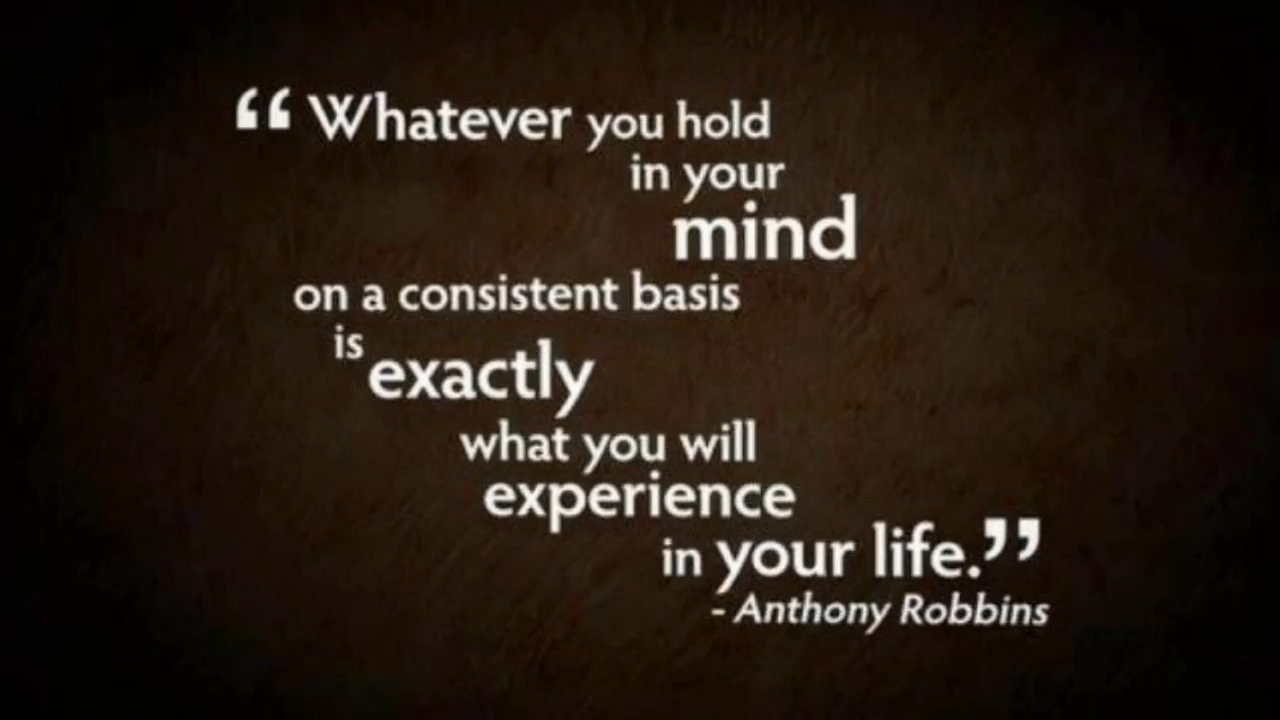 “Whatever you hold
in your
mind
on a consistent basis
is exactly
what you will
experience
in your life.”
- Anthony Robbins